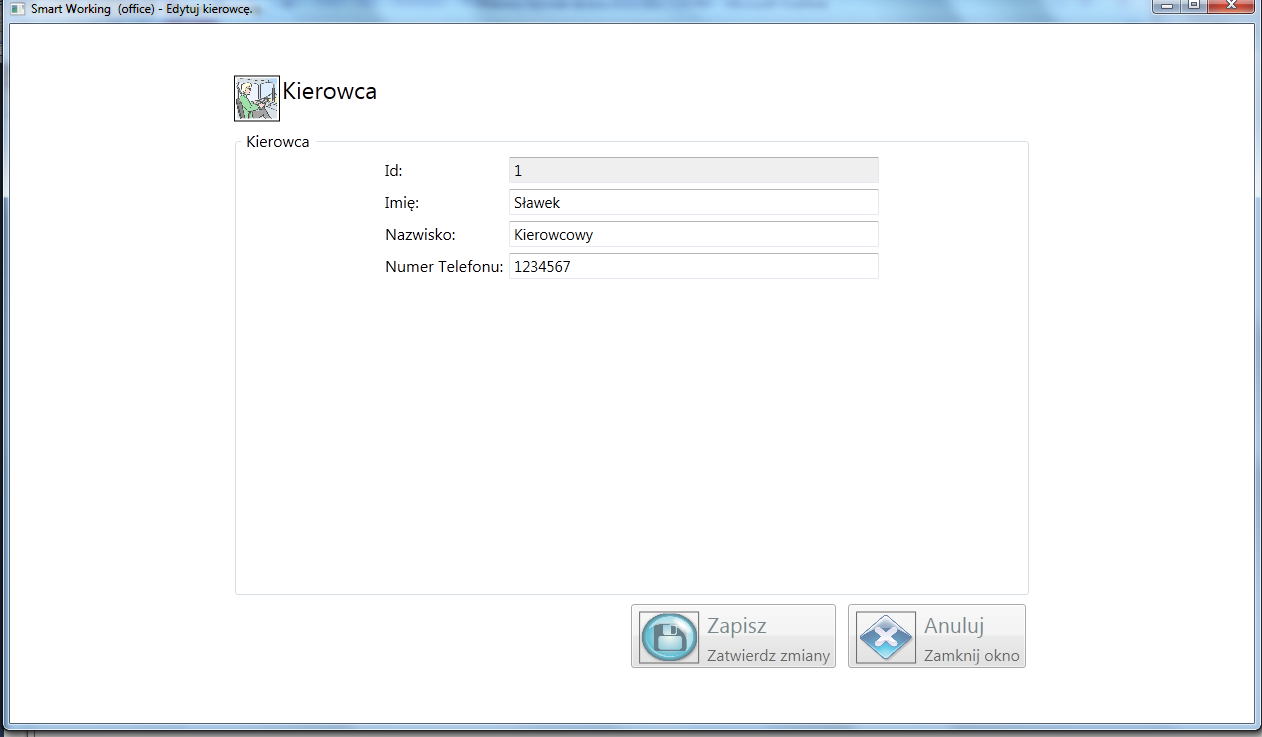 Smart Working (office) - Edytuj kierowcę.
Kierowca
Kierowca
Id: 1
Imię: Sławek
Nazwisko: Kierowcowy
Numer Telefonu: 1234567
Zapisz
Zatwierdz zmiany
Anuluj
Zamknij okno